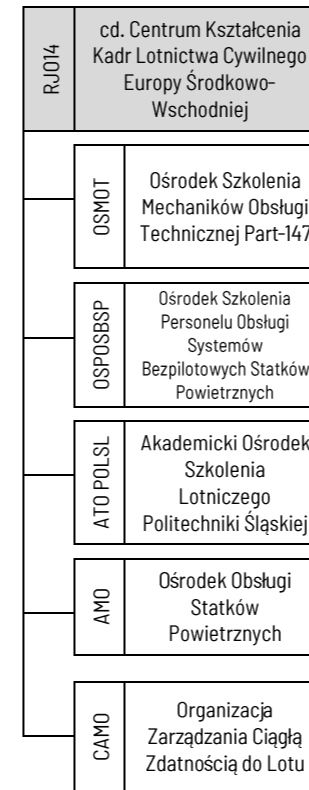 RJO14
cd. Centrum Kształcenia
Kadr Lotnictwa Cywilnego
Europy Środkowo-
Wschodniej
OSMOT
Ośrodek Szkolenia
Mechaników Obsługi
Technicznej Part-147
OSPOSBSP
Ośrodek Szkolenia
Personelu Obsługi
Systemów
Bezpilotowych Statków
Powietrznych
ATO POLSL
Akademicki Ośrodek
Szkolenia
Lotniczego
Politechniki Śląskiej
AMO
Ośrodek Obsługi
Statków
Powietrznych
CAMO
Organizacja
Zarządzania Ciągłą
Zdatnością do Lotu